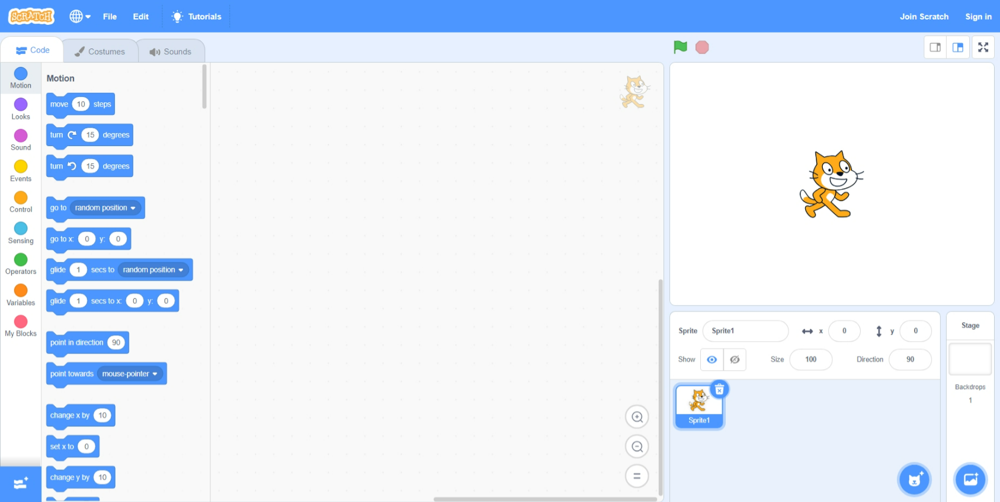 SCRATCH File Edit Tutorials Join Scratch Sign in
Code Costumes Sounds
Motion
Looks
Sound
Events
Control
Sensing
Operators
Variables
My Blocks
Motion
move 10 steps
turn 15 degrees
turn 15 degrees
go to random position
go to x: 0 y: 0
glide 1 secs to random position
glide 1 secs to x: 0 y: 0
point in direction 90
point towards mouse-pointer
change x by 10
set x to 0
change y by 10
Sprite Sprite1 x 0 y 0
Show Size 100 Direction 90
Sprite1
Stage
Backdrops
1